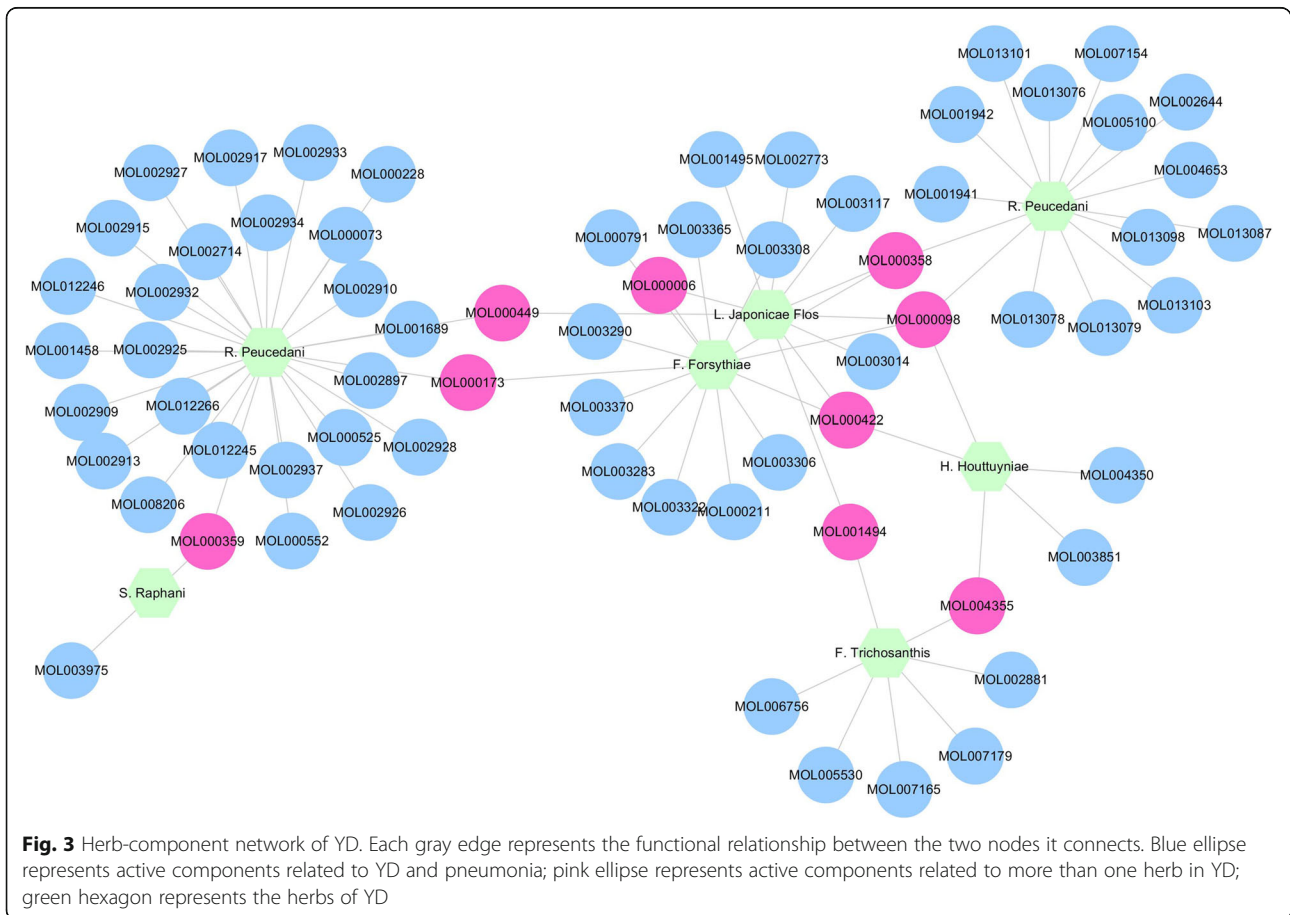 MOL013101
MOL007154
MOL013076
MOL002644
MOL001942
MOL005100
MOL002917
MOL002933
MOL001495
MOL002773
MOL002927
MOL000228
MOL004653
MOL001941
MOL003117
R. Peucedani
MOL002915
MOL002934
MOL003365
MOL000073
MOL000791
MOL003308
MOL013098
MOL013087
MOL002714
MOL000358
MOL012246
MOL002932
MOL000006
MOL002910
MOL013103
MOL000449
L. Japonicae Flos
MOL000098
MOL013078
MOL013079
MOL001689
MOL003290
MOL001458
MOL002925
R. Peucedani
MOL003014
F. Forsythiae
MOL002897
MOL000173
MOL012266
MOL003370
MOL002909
MOL000422
MOL000525
MOL002928
MOL012245
MOL002913
MOL003306
H. Houttuyniae
MOL002937
MOL003283
MOL004350
MOL008206
MOL003322
MOL000211
MOL002926
MOL001494
MOL000359
MOL000552
MOL003851
S. Raphani
MOL004355
F. Trichosanthis
MOL003975
MOL002881
MOL006756
MOL007179
MOL005530
MOL007165
Fig. 3 Herb-component network of YD. Each gray edge represents the functional relationship between the two nodes it connects. Blue ellipse
represents active components related to YD and pneumonia; pink ellipse represents active components related to more than one herb in YD;
green hexagon represents the herbs of YD